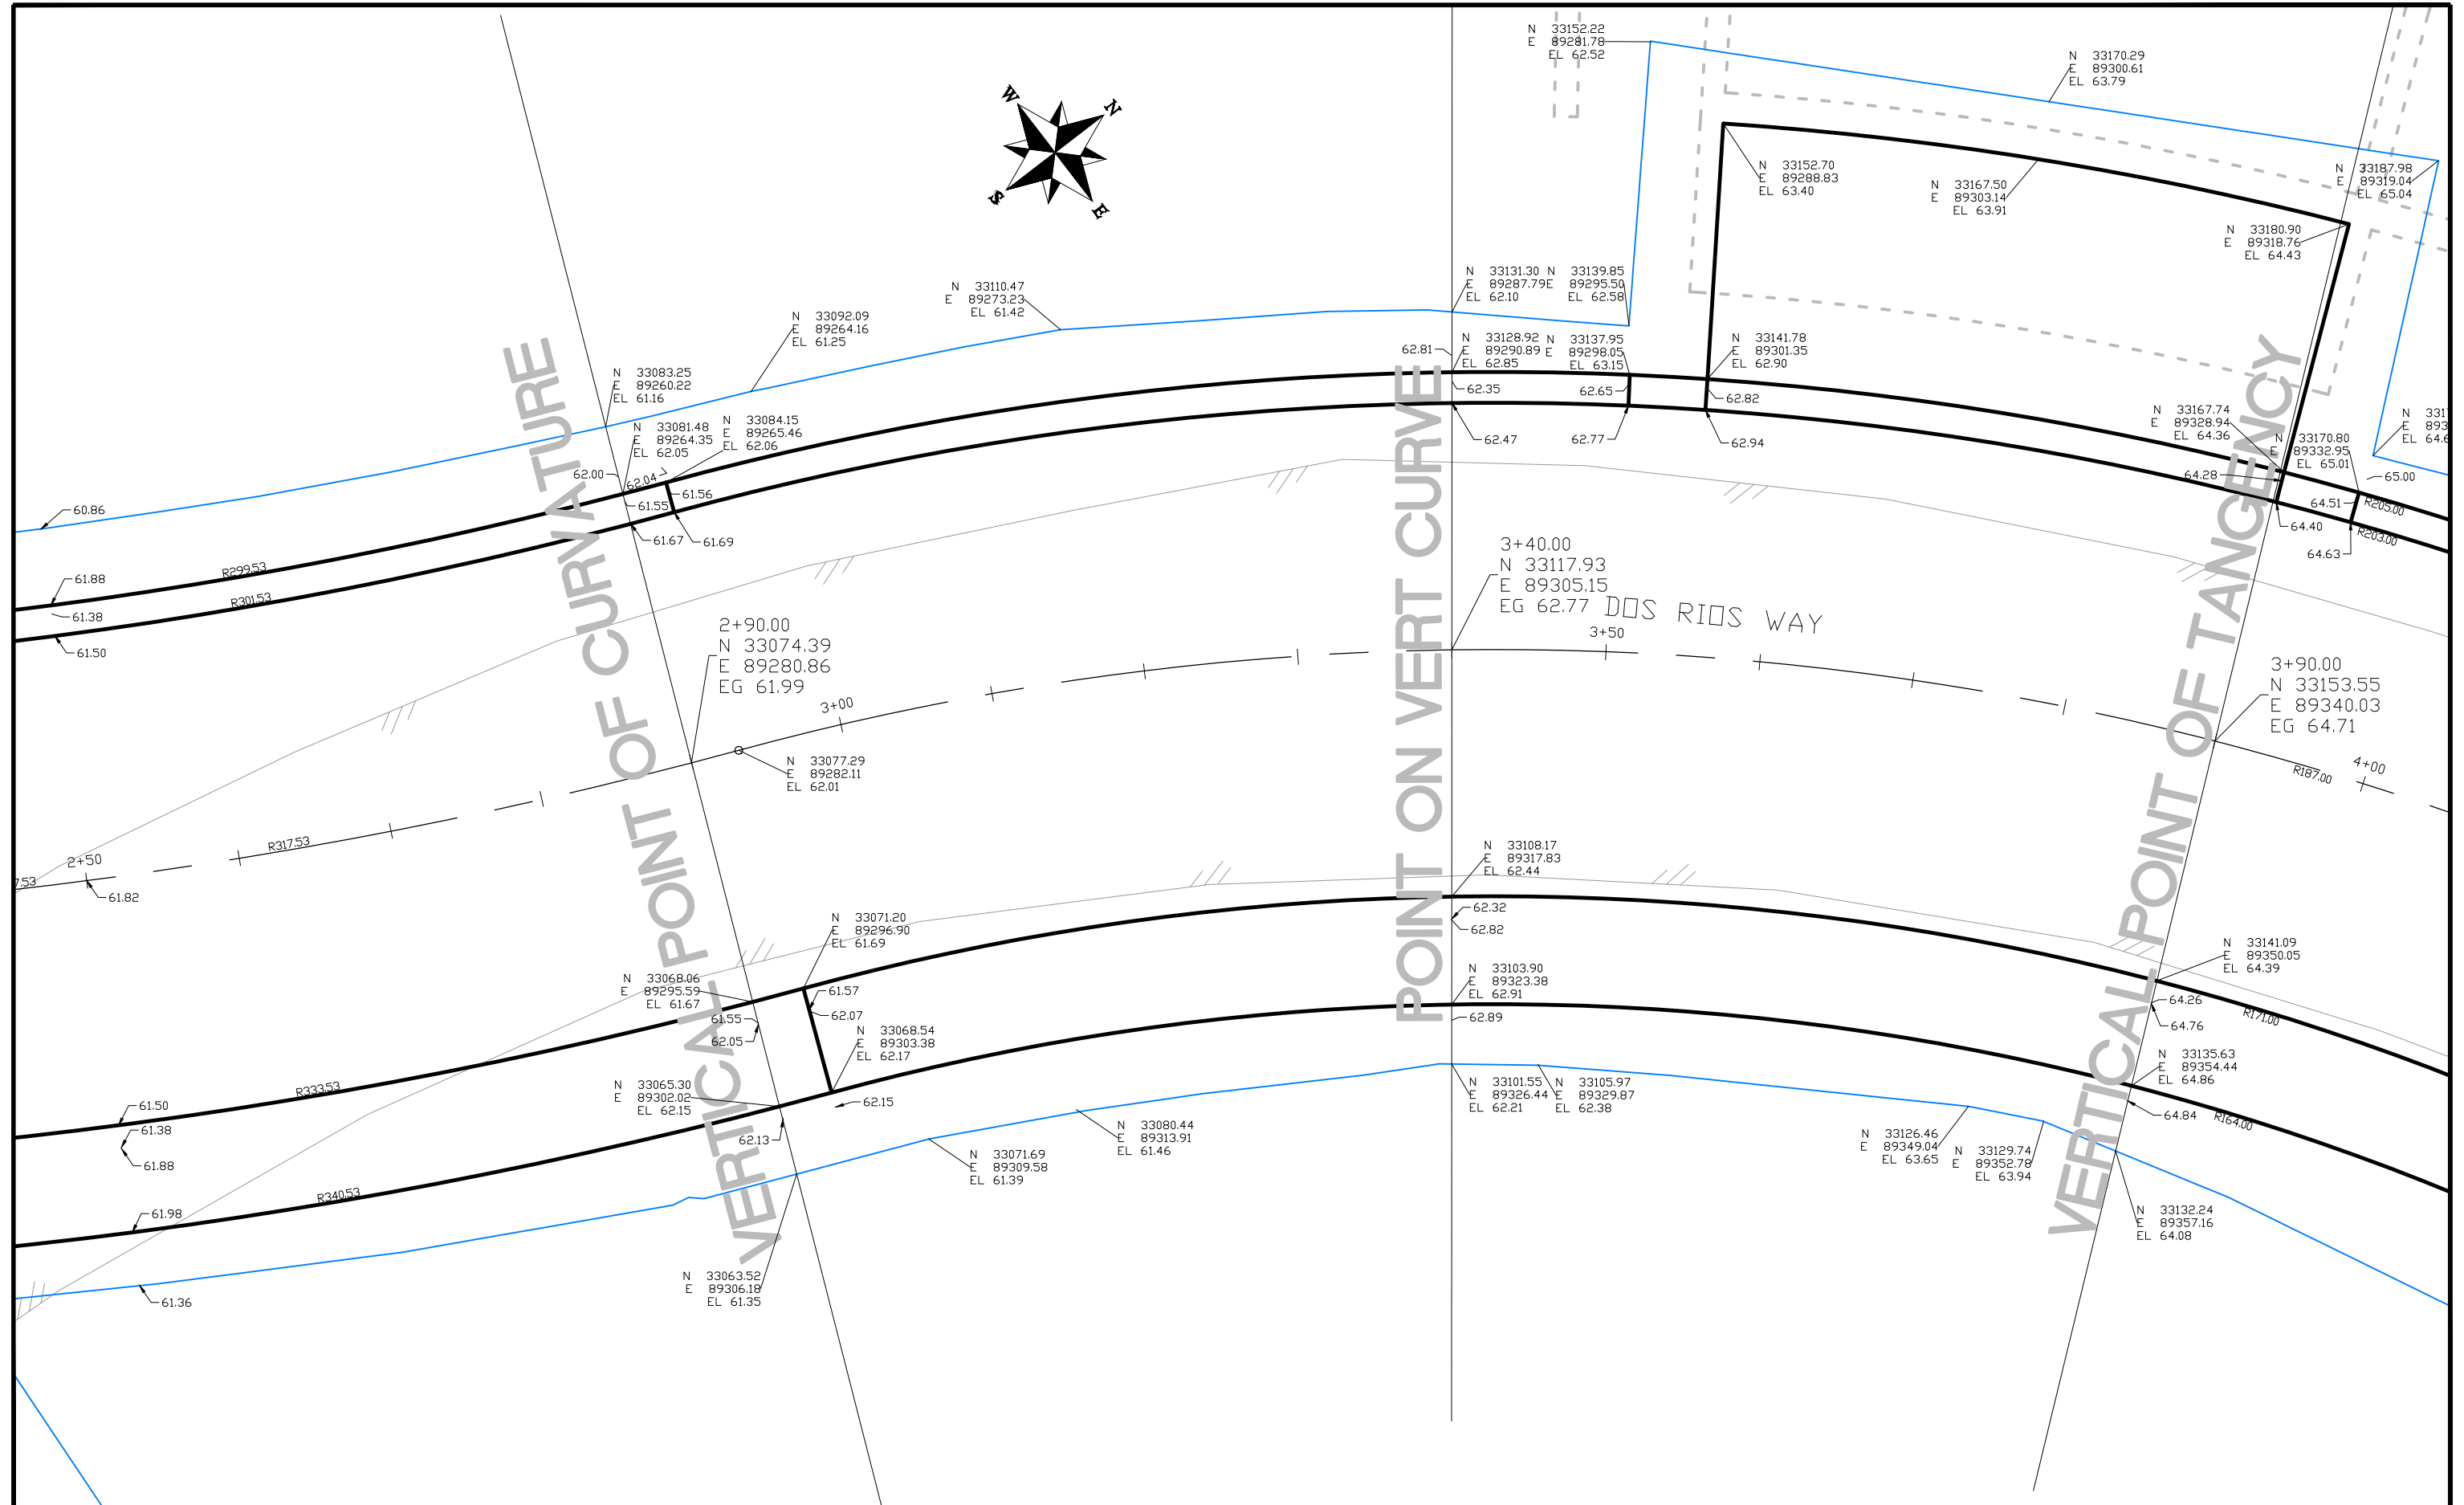 N 33152.22
E 89281.78
EL 62.52
N 33170.29
E 89300.61
EL 63.79
W
N
S
E
N 33152.70
E 89288.83
EL 63.40
N 33167.50
E 89303.14
EL 63.91
N 33187.98
E 89319.04
EL 65.04
N 33180.90
E 89318.76
EL 64.43
N 33131.30
E 89287.79
EL 62.10
N 33139.85
E 89295.50
EL 62.58
N 33110.47
E 89273.23
EL 61.42
N 33092.09
E 89264.16
EL 61.25
N 33083.25
E 89260.22
EL 61.16
62.81
N 33128.92
E 89290.89
EL 62.85
N 33137.95
E 89298.05
EL 63.15
N 33141.78
E 89301.35
EL 62.90
62.35
62.65
62.82
N 33081.48
E 89264.35
EL 62.05
N 33084.15
E 89265.46
EL 62.06
62.47
62.77
62.94
N 33167.74
E 89328.94
EL 64.36
N 33170.80
E 89332.95
EL 65.01
N 331
E 893
EL 64.6
62.00
62.04
61.56
61.55
61.67
61.69
64.28
65.00
64.51
R205.00
64.40
R203.00
64.63
60.86
61.88
61.38
61.50
R299.53
R301.53
3+40.00
N 33117.93
E 89305.15
EG 62.77
DOS RIOS WAY
3+50
2+90.00
N 33074.39
E 89280.86
EG 61.99
3+00
3+90.00
N 33153.55
E 89340.03
EG 64.71
N 33077.29
E 89282.11
EL 62.01
R187.00
4+00
R317.53
2+50
7.53
61.82
VERTICAL POINT OF CURVATURE
POINT ON VERT CURVE
VERTICAL POINT OF TANGENCY
N 33108.17
E 89317.83
EL 62.44
62.32
62.82
N 33071.20
E 89296.90
EL 61.69
N 33068.06
E 89295.59
EL 61.67
61.57
62.07
61.55
62.05
N 33103.90
E 89323.38
EL 62.91
62.89
N 33141.09
E 89350.05
EL 64.39
64.26
64.76
R171.00
N 33068.54
E 89303.38
EL 62.17
N 33135.63
E 89354.44
EL 64.86
64.84
R164.00
R333.53
61.50
61.38
61.88
N 33065.30
E 89302.02
EL 62.15
62.15
62.13
N 33101.55
E 89326.44
EL 62.21
N 33105.97
E 89329.87
EL 62.38
N 33080.44
E 89313.91
EL 61.46
N 33071.69
E 89309.58
EL 61.39
N 33126.46
E 89349.04
EL 63.65
N 33129.74
E 89352.78
EL 63.94
R340.53
61.98
N 33132.24
E 89357.16
EL 64.08
N 33063.52
E 89306.18
EL 61.35
61.36